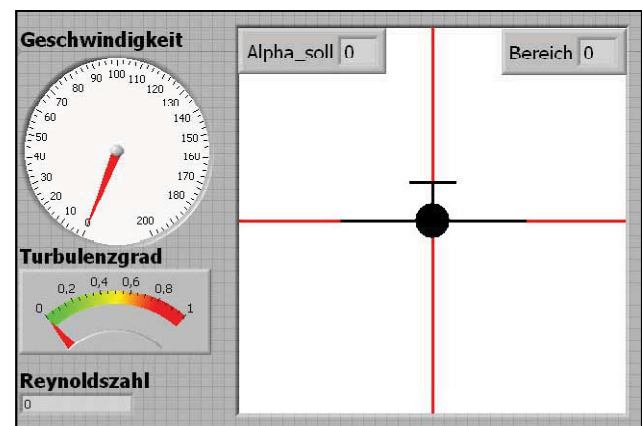 Geschwindigkeit
0 10 20 30 40 50 60 70 80 90 100 110 120 130 140 150 160 170 180 200
Turbulenzgrad
0 0,2 0,4 0,6 0,8 1
Reynoldszahl
0
Alpha_soll 0
Bereich 0